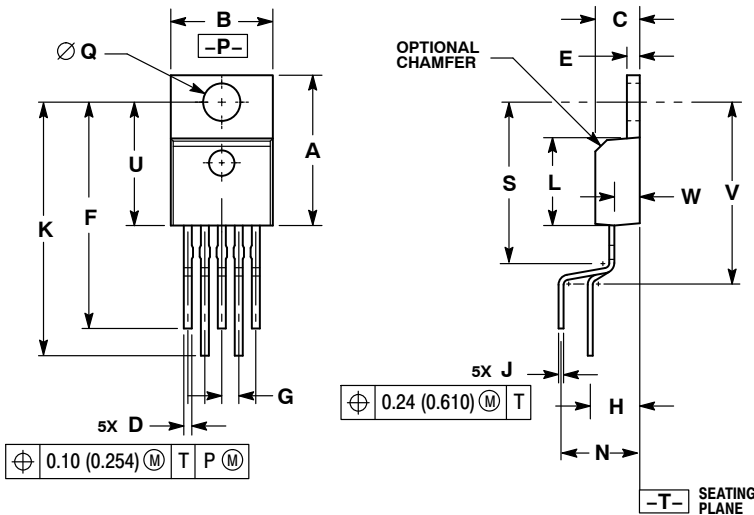 B
–P–
∅ Q
A
U
F
K
G
5X D
⌖ 0.10 (0.254) Ⓜ T P Ⓜ
OPTIONAL
CHAMFER
C
E
S
L
W
V
5X J
⌖ 0.24 (0.610) Ⓜ T
H
N
–T– SEATING
PLANE